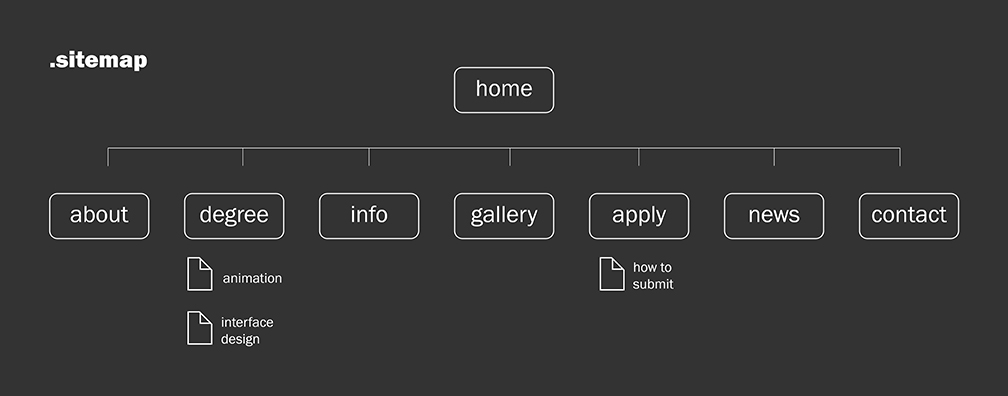 .sitemap
home
about
degree
info
gallery
apply
news
contact
animation
how to
submit
interface
design